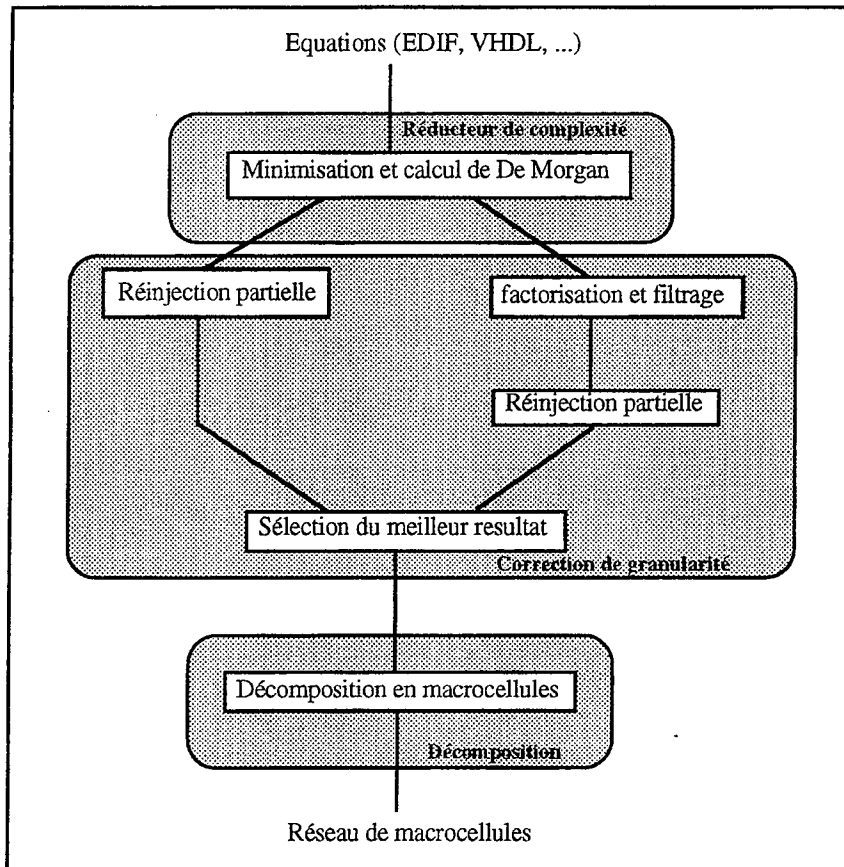 Equations (EDIF, VHDL, ...)
Réducteur de complexité
Minimisation et calcul de De Morgan
Réinjection partielle
factorisation et filtrage
Réinjection partielle
Sélection du meilleur resultat
Correction de granularité
Décomposition en macrocellules
Décomposition
Réseau de macrocellules